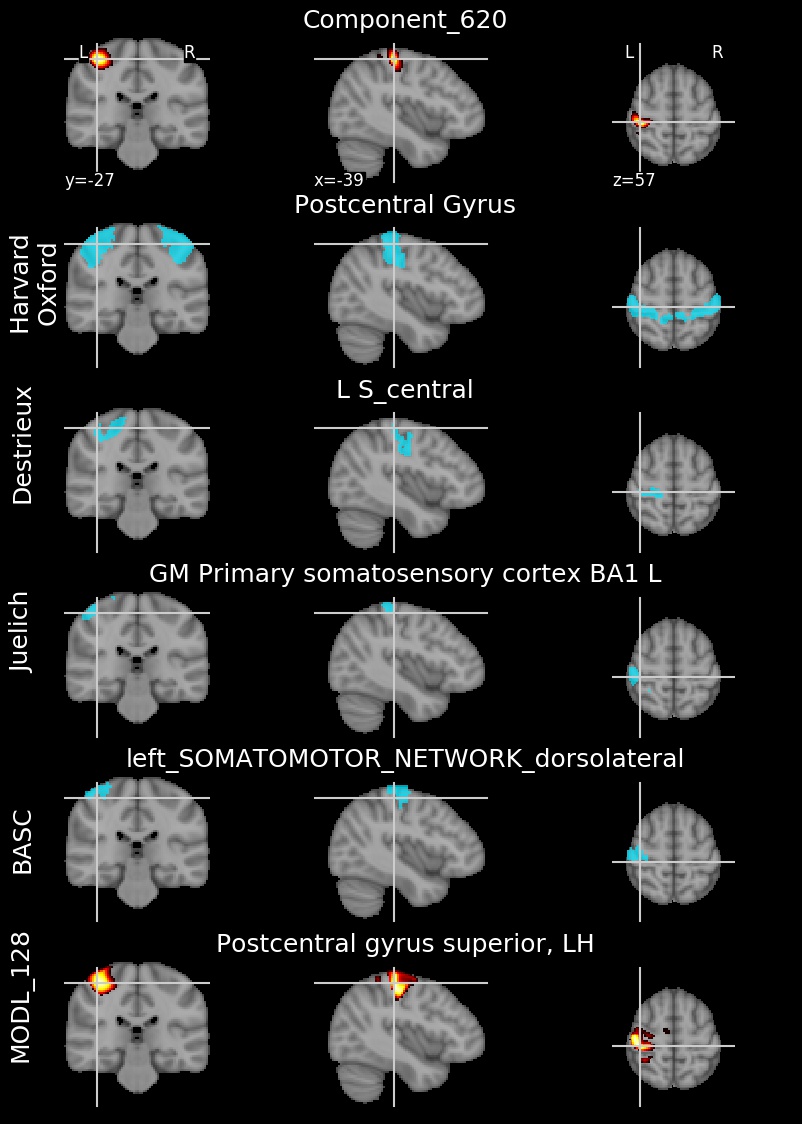 Component_620
L R
L R
y=-27
x=-39
z=57
Postcentral Gyrus
Harvard
Oxford
L S_central
Destrieux
GM Primary somatosensory cortex BA1 L
Juelich
left_SOMATOMOTOR_NETWORK_dorsolateral
BASC
Postcentral gyrus superior, LH
MODL_128